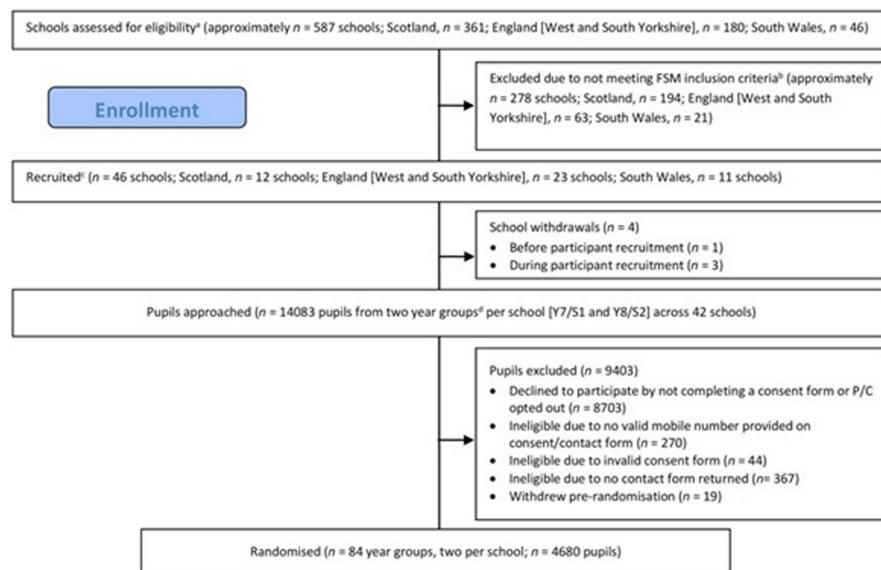 Schools assessed for eligibilityᵃ (approximately n = 587 schools; Scotland, n = 361; England [West and South Yorkshire], n = 180; South Wales, n = 46)
Enrollment
Excluded due to not meeting FSM inclusion criteriaᵇ (approximately
n = 278 schools; Scotland, n = 194; England [West and South
Yorkshire], n = 63; South Wales, n = 21)
Recruitedᶜ (n = 46 schools; Scotland, n = 12 schools; England [West and South Yorkshire], n = 23 schools; South Wales, n = 11 schools)
School withdrawals (n = 4)
• Before participant recruitment (n = 1)
• During participant recruitment (n = 3)
Pupils approached (n = 14083 pupils from two year groupsᵈ per school [Y7/S1 and Y8/S2] across 42 schools)
Pupils excluded (n = 9403)
• Declined to participate by not completing a consent form or P/C
opted out (n = 8703)
• Ineligible due to no valid mobile number provided on
consent/contact form (n = 270)
• Ineligible due to invalid consent form (n = 44)
• Ineligible due to no contact form returned (n= 367)
• Withdrew pre-randomisation (n = 19)
Randomised (n = 84 year groups, two per school; n = 4680 pupils)